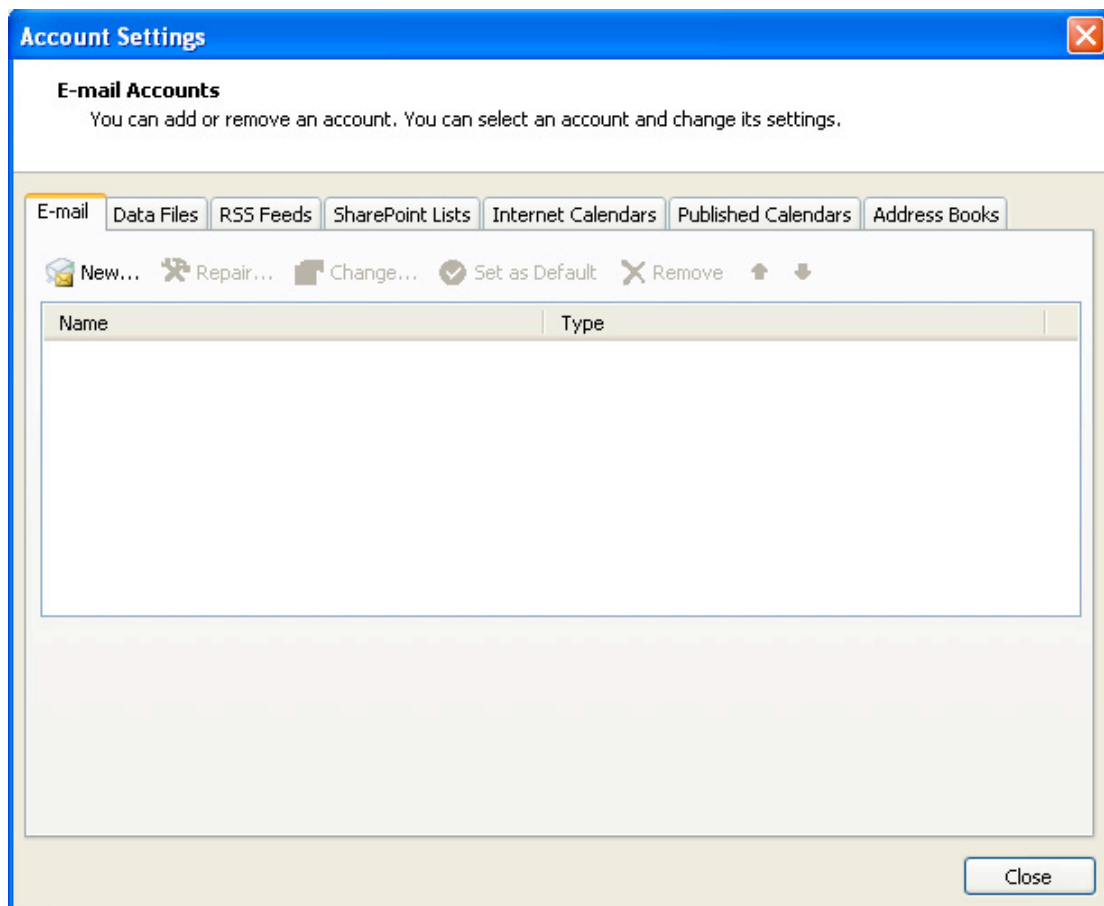 Account Settings
E-mail Accounts
You can add or remove an account. You can select an account and change its settings.
E-mail Data Files RSS Feeds SharePoint Lists Internet Calendars Published Calendars Address Books
New... Repair... Change... Set as Default Remove
Name Type
Close